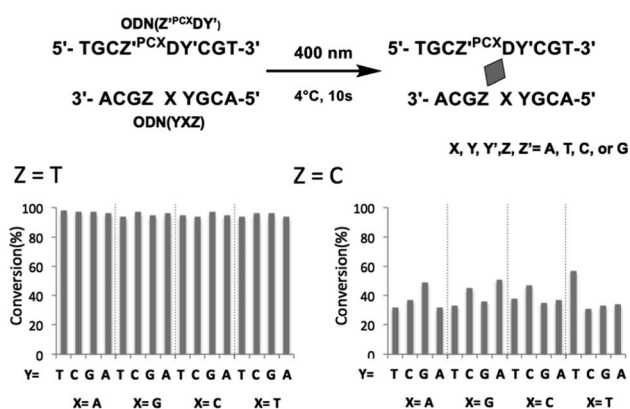 ODN(Z'PCXDY')
5'- TGCZ'PCXDY'CGT-3'
400 nm
5'- TGCZ'PCXDY'CGT-3'
3'- ACGZ X YGCA-5'
4°C, 10s
3'- ACGZ X YGCA-5'
ODN(YXZ)
X, Y, Y',Z, Z'= A, T, C, or G
Z = T
Z = C
Conversion(%)
100
80
60
40
20
0
Y= T C G A T C G A T C G A T C G A
X= A X= G X= C X= T
Conversion(%)
100
80
60
40
20
0
Y= T C G A T C G A T C G A T C G A
X= A X= G X= C X= T